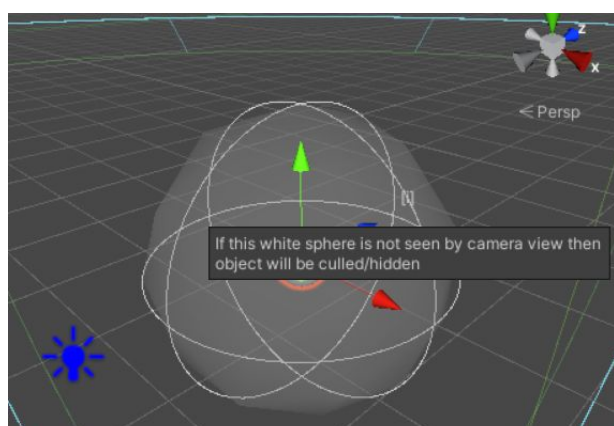 z
x
< Persp
[i]
If this white sphere is not seen by camera view then
object will be culled/hidden